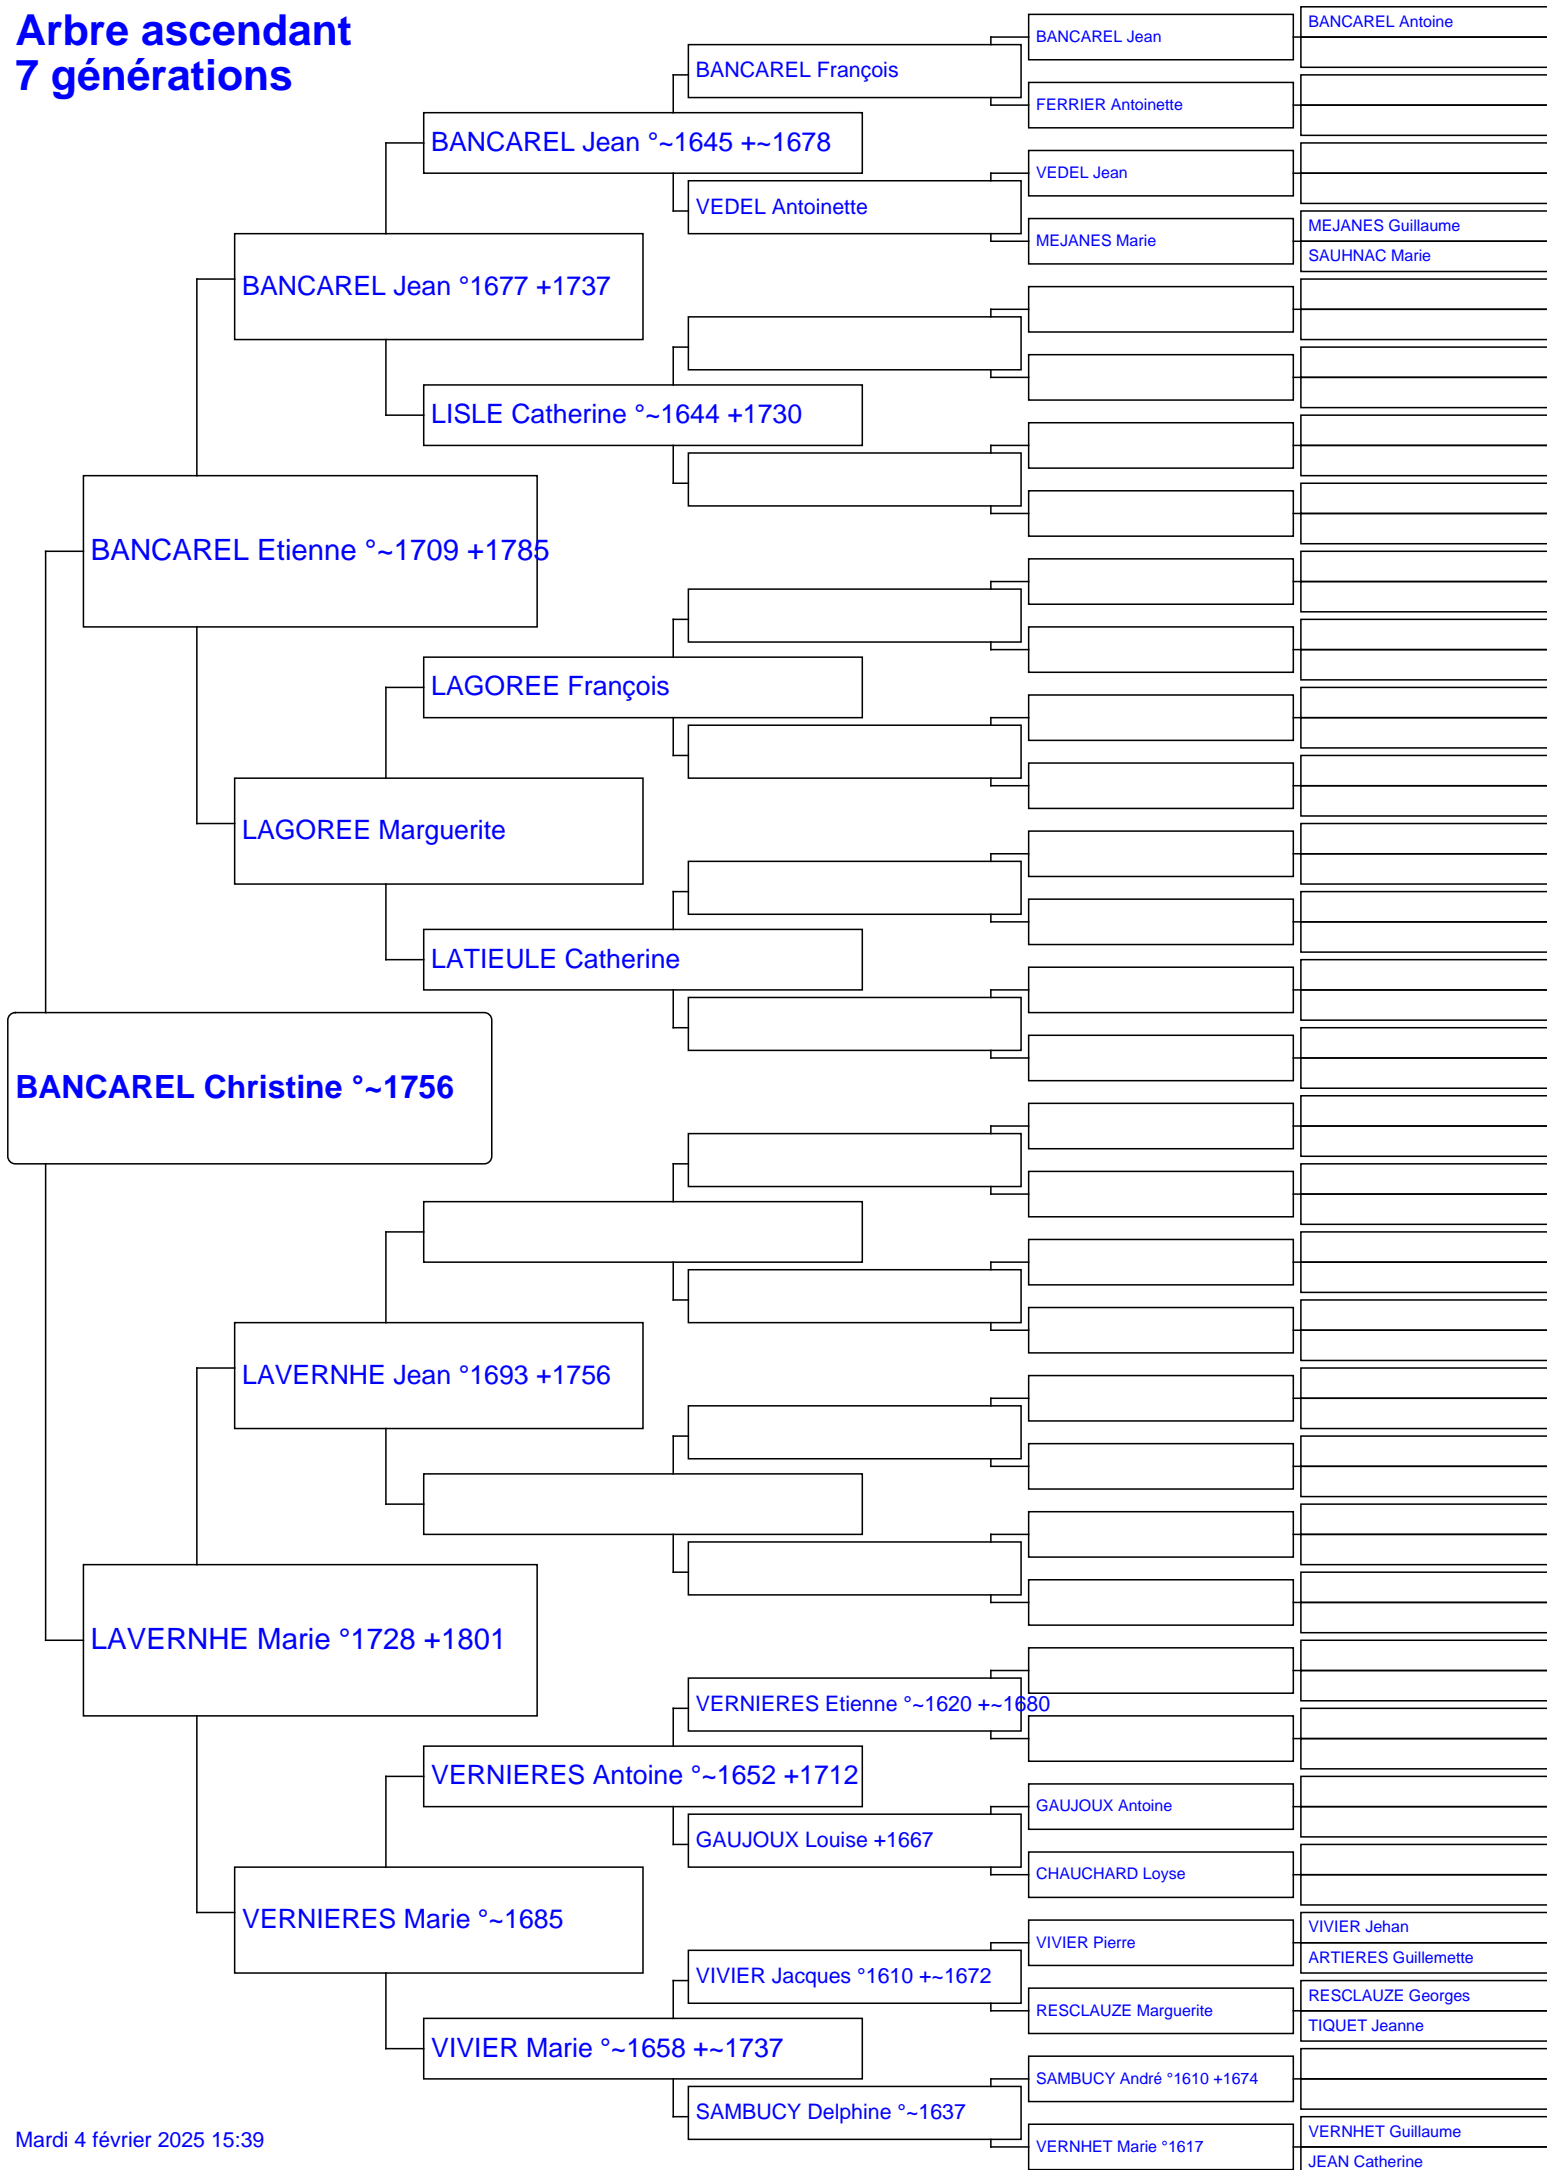 Arbre ascendant
7 générations
BANCAREL Christine °~1756
BANCAREL Etienne °~1709 +1785
LAVERNHE Marie °1728 +1801
BANCAREL Jean °1677 +1737
LAGOREE Marguerite
LAVERNHE Jean °1693 +1756
VERNIERES Marie °~1685
BANCAREL Jean °~1645 +~1678
LISLE Catherine °~1644 +1730
LAGOREE François
LATIEULE Catherine
VERNIERES Antoine °~1652 +1712
VIVIER Marie °~1658 +~1737
BANCAREL François
VEDEL Antoinette
VERNIERES Etienne °~1620 +~1680
GAUJOUX Louise +1667
VIVIER Jacques °1610 +~1672
SAMBUCY Delphine °~1637
BANCAREL Jean
FERRIER Antoinette
VEDEL Jean
MEJANES Marie
GAUJOUX Antoine
CHAUCHARD Loyse
VIVIER Pierre
RESCLAUZE Marguerite
SAMBUCY André °1610 +1674
VERNHET Marie °1617
BANCAREL Antoine
MEJANES Guillaume
SAUHNAC Marie
VIVIER Jehan
ARTIERES Guillemette
RESCLAUZE Georges
TIQUET Jeanne
VERNHET Guillaume
JEAN Catherine
Mardi 4 février 2025 15:39